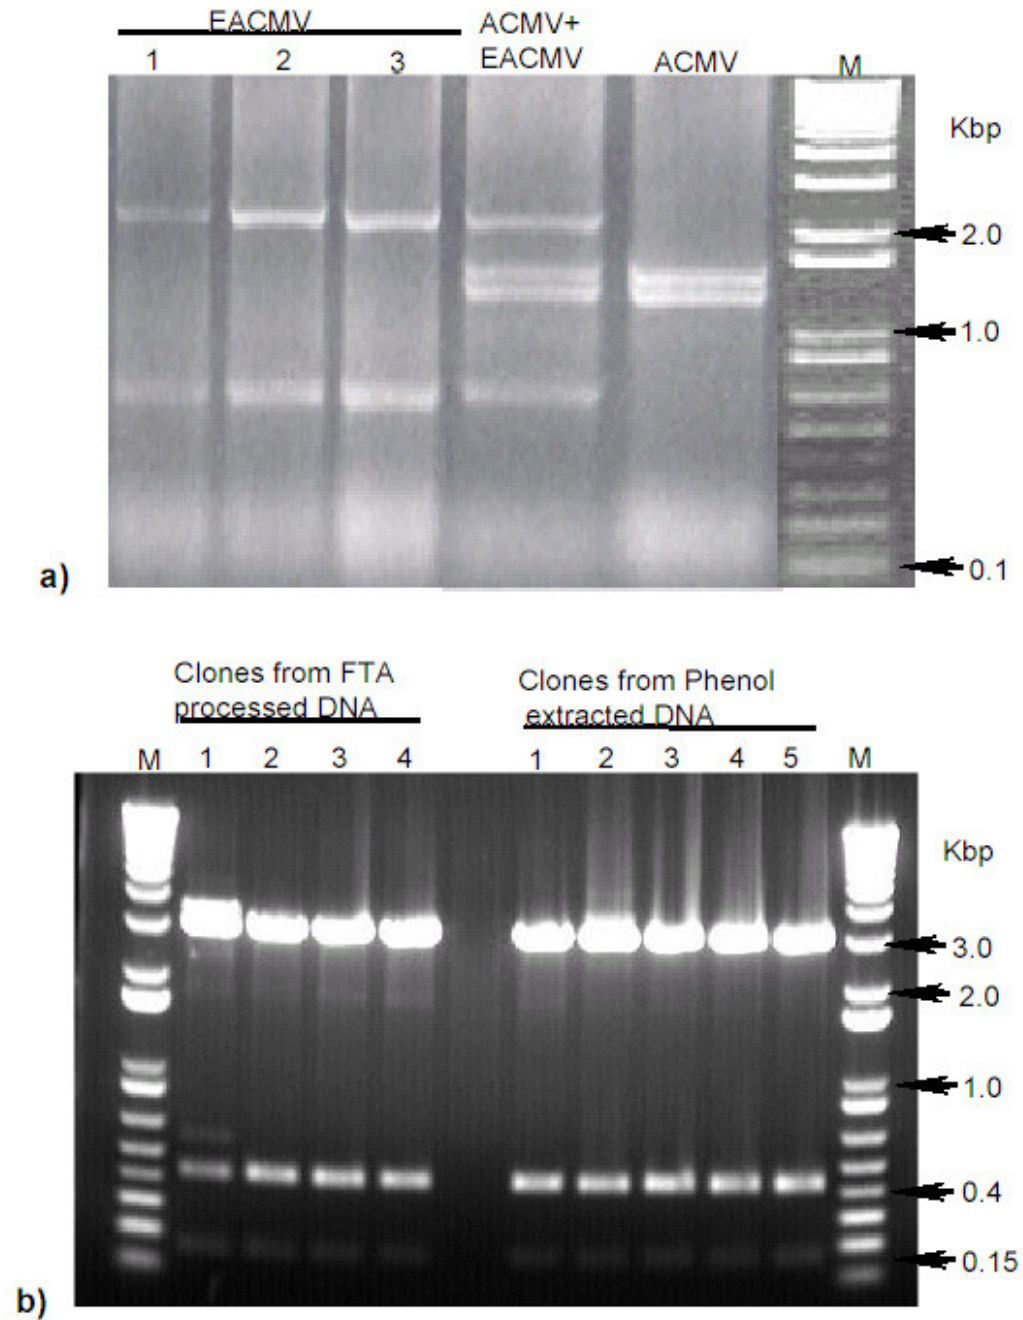 EACMV
ACMV+
EACMV
1 2 3 ACMV M
Kbp
2.0
1.0
0.1
a)
Clones from FTA
processed DNA
Clones from Phenol
extracted DNA
M 1 2 3 4 1 2 3 4 5 M
Kbp
3.0
2.0
1.0
0.4
0.15
b)